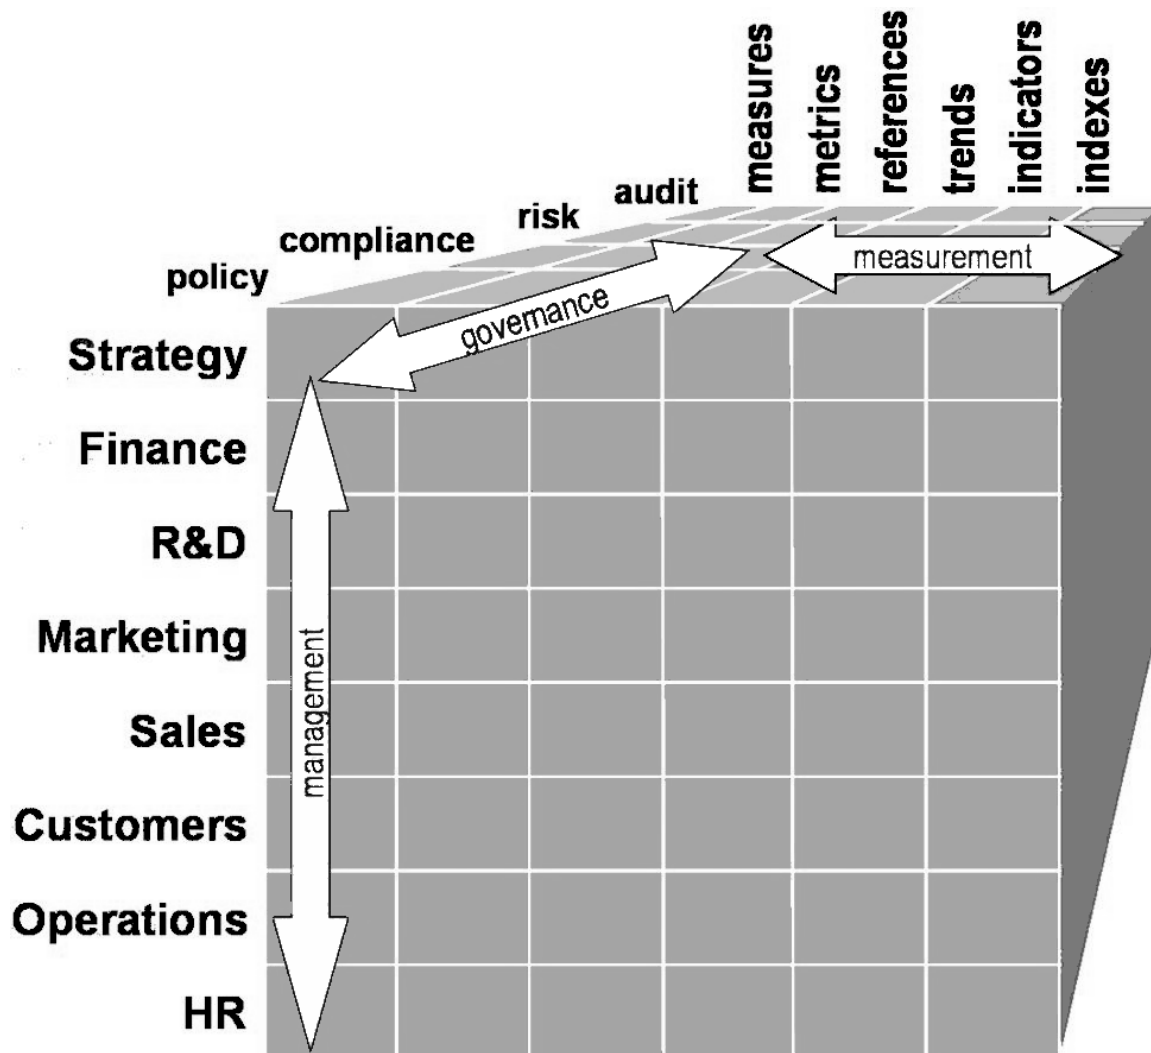 measures
metrics
references
trends
indicators
indexes
audit
risk
compliance
policy
measurement
governance
Strategy
Finance
R&D
Marketing
management
Sales
Customers
Operations
HR